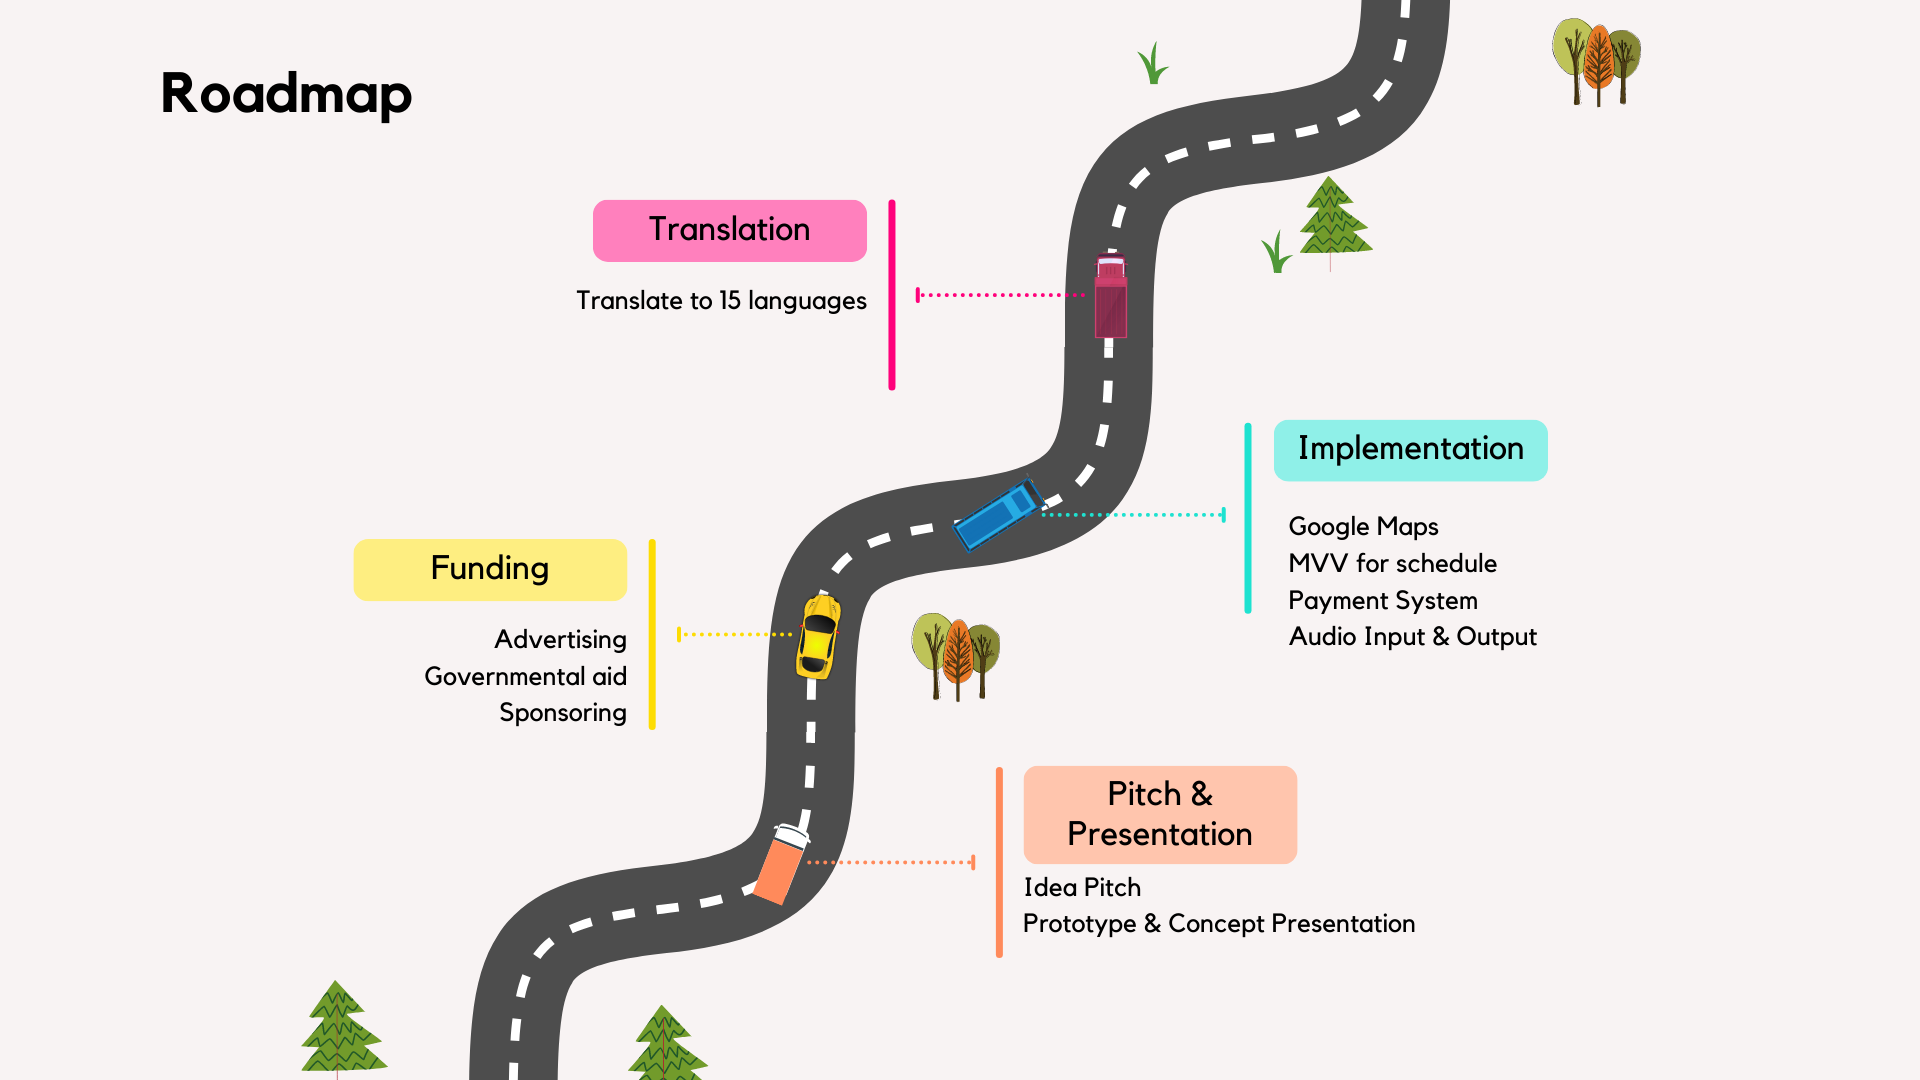 Roadmap
Translation
Translate to 15 languages
Implementation
Google Maps
MVV for schedule
Payment System
Audio Input & Output
Funding
Advertising
Governmental aid
Sponsoring
Pitch &
Presentation
Idea Pitch
Prototype & Concept Presentation